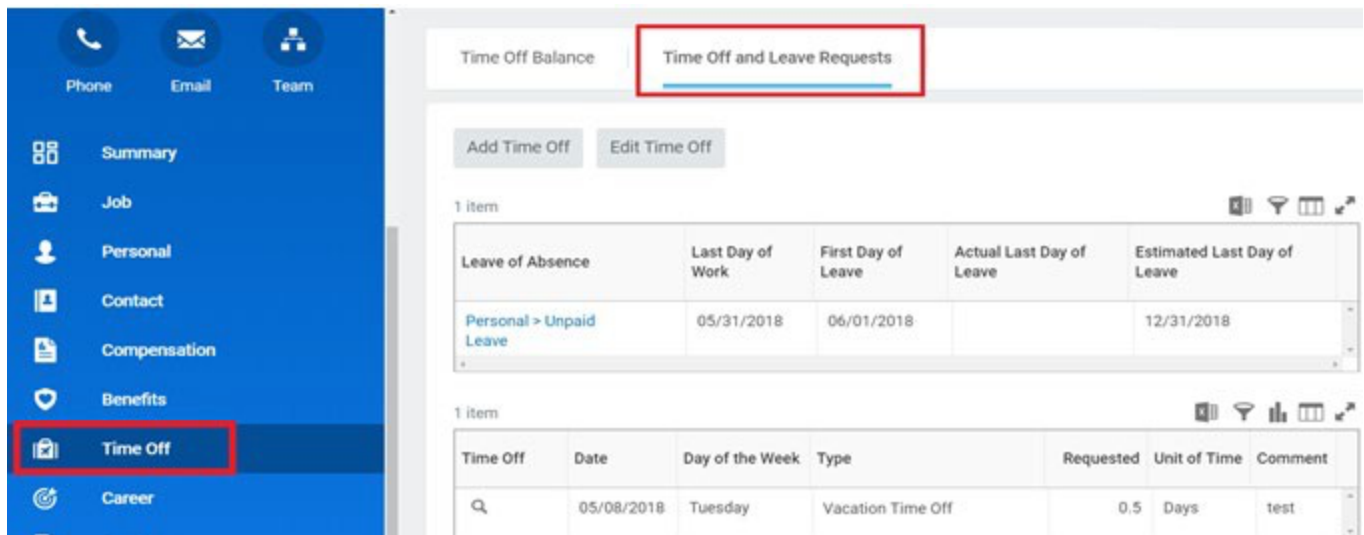 Phone Email Team
Summary
Job
Personal
Contact
Compensation
Benefits
Time Off
Career
Time Off Balance Time Off and Leave Requests
Add Time Off Edit Time Off
1 item
Leave of Absence Last Day of Work First Day of Leave Actual Last Day of Leave Estimated Last Day of Leave
Personal > Unpaid Leave 05/31/2018 06/01/2018 12/31/2018
1 item
Time Off Date Day of the Week Type Requested Unit of Time Comment
05/08/2018 Tuesday Vacation Time Off 0.5 Days test